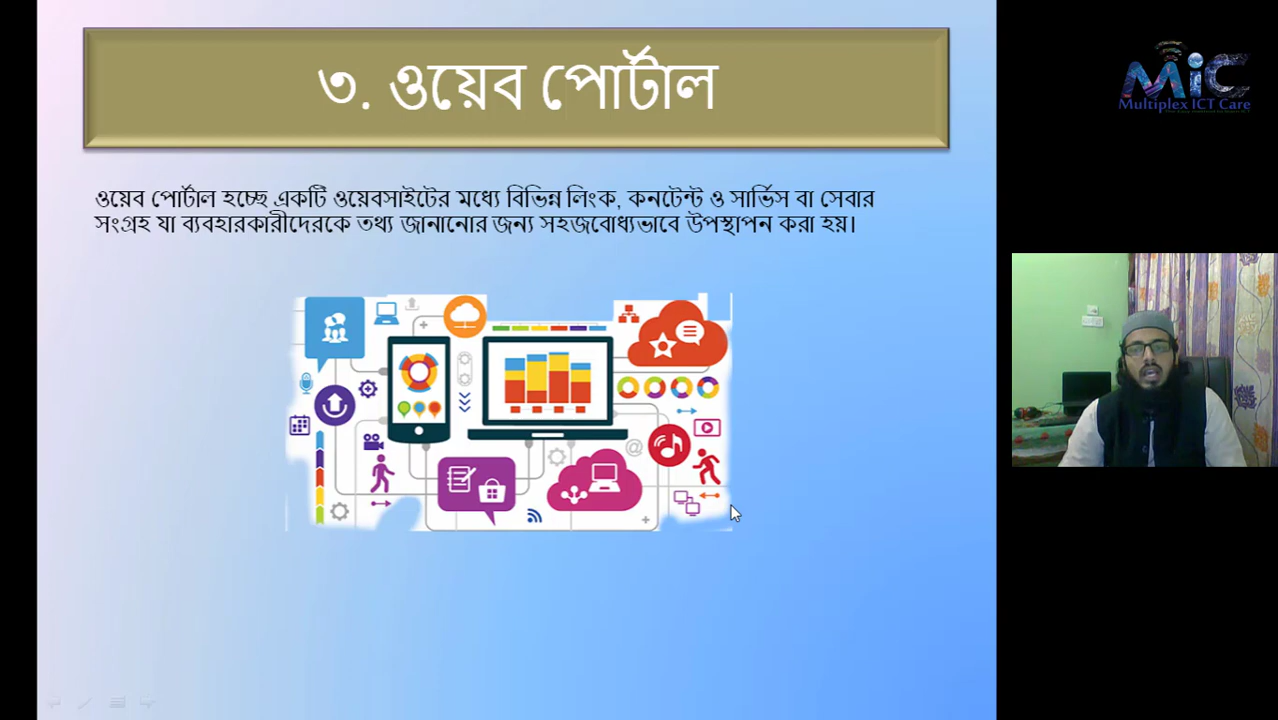 ৩. ওয়েব পোর্টাল
ওয়েব পোর্টাল হচ্ছে একটি ওয়েবসাইটের মধ্যে বিভিন্ন লিংক, কনটেন্ট ও সার্ভিস বা সেবার
সংগ্রহ যা ব্যবহারকারীদেরকে তথ্য জানানোর জন্য সহজবোধ্যভাবে উপস্থাপন করা হয়।
MiC
Multiplex ICT Care